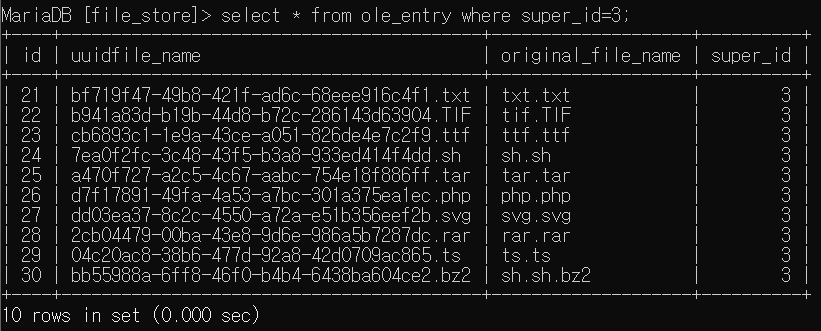 MariaDB [file_store]> select * from ole_entry where super_id=3;
+----+------------------------------------------+--------------------+----------+
| id | uuidfile_name | original_file_name | super_id |
+----+------------------------------------------+--------------------+----------+
| 21 | bf719f47-49b8-421f-ad6c-68eee916c4f1.txt | txt.txt | 3 |
| 22 | b941a83d-b19b-44d8-b72c-286143d63904.TIF | tif.TIF | 3 |
| 23 | cb6893c1-1e9a-43ce-a051-826de4e7c2f9.ttf | ttf.ttf | 3 |
| 24 | 7ea0f2fc-3c48-43f5-b3a8-933ed414f4dd.sh | sh.sh | 3 |
| 25 | a470f727-a2c5-4c67-aabc-754e18f886ff.tar | tar.tar | 3 |
| 26 | d7f17891-49fa-4a53-a7bc-301a375ea1ec.php | php.php | 3 |
| 27 | dd03ea37-8c2c-4550-a72a-e51b356eef2b.svg | svg.svg | 3 |
| 28 | 2cb04479-00ba-43e8-9d6e-986a5b7287dc.rar | rar.rar | 3 |
| 29 | 04c20ac8-38b6-477d-92a8-42d0709ac865.ts | ts.ts | 3 |
| 30 | bb55988a-6ff8-46f0-b4b4-6438ba604ce2.bz2 | sh.sh.bz2 | 3 |
+----+------------------------------------------+--------------------+----------+
10 rows in set (0.000 sec)